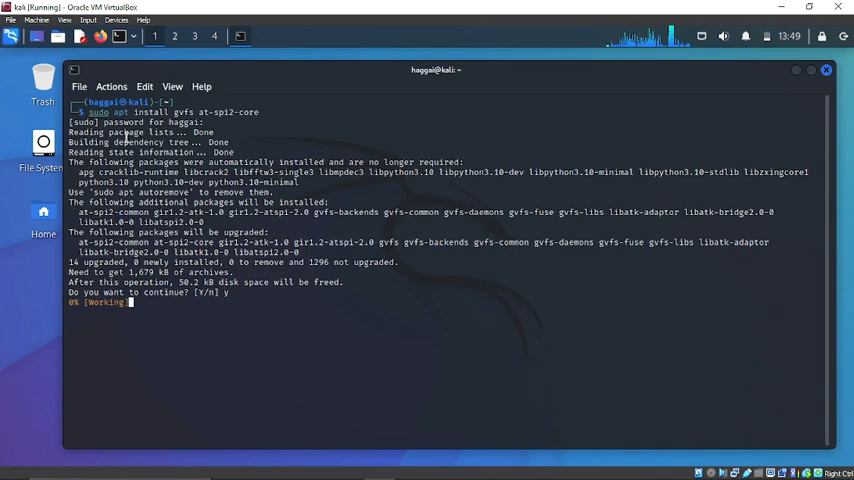 kali [Running] - Oracle VM VirtualBox
File Machine View Input Devices Help
1 2 3 4
13:49
Trash
File System
Home
haggai@kali: ~
File Actions Edit View Help
┌──(haggai㉿kali)-[~]
└─$ sudo apt install gvfs at-spi2-core
[sudo] password for haggai:
Reading package lists... Done
Building dependency tree... Done
Reading state information... Done
The following packages were automatically installed and are no longer required:
apg cracklib-runtime libcrack2 libfftw3-single3 libmpdec3 libpython3.10 libpython3.10-dev libpython3.10-minimal libpython3.10-stdlib libzxingcore1
python3.10 python3.10-dev python3.10-minimal
Use 'sudo apt autoremove' to remove them.
The following additional packages will be installed:
at-spi2-common gir1.2-atk-1.0 gir1.2-atspi-2.0 gvfs-backends gvfs-common gvfs-daemons gvfs-fuse gvfs-libs libatk-adaptor libatk-bridge2.0-0
libatk1.0-0 libatspi2.0-0
The following packages will be upgraded:
at-spi2-common at-spi2-core gir1.2-atk-1.0 gir1.2-atspi-2.0 gvfs gvfs-backends gvfs-common gvfs-daemons gvfs-fuse gvfs-libs libatk-adaptor
libatk-bridge2.0-0 libatk1.0-0 libatspi2.0-0
14 upgraded, 0 newly installed, 0 to remove and 1296 not upgraded.
Need to get 1,679 kB of archives.
After this operation, 50.2 kB disk space will be freed.
Do you want to continue? [Y/n] y
0% [Working]
Right Ctrl